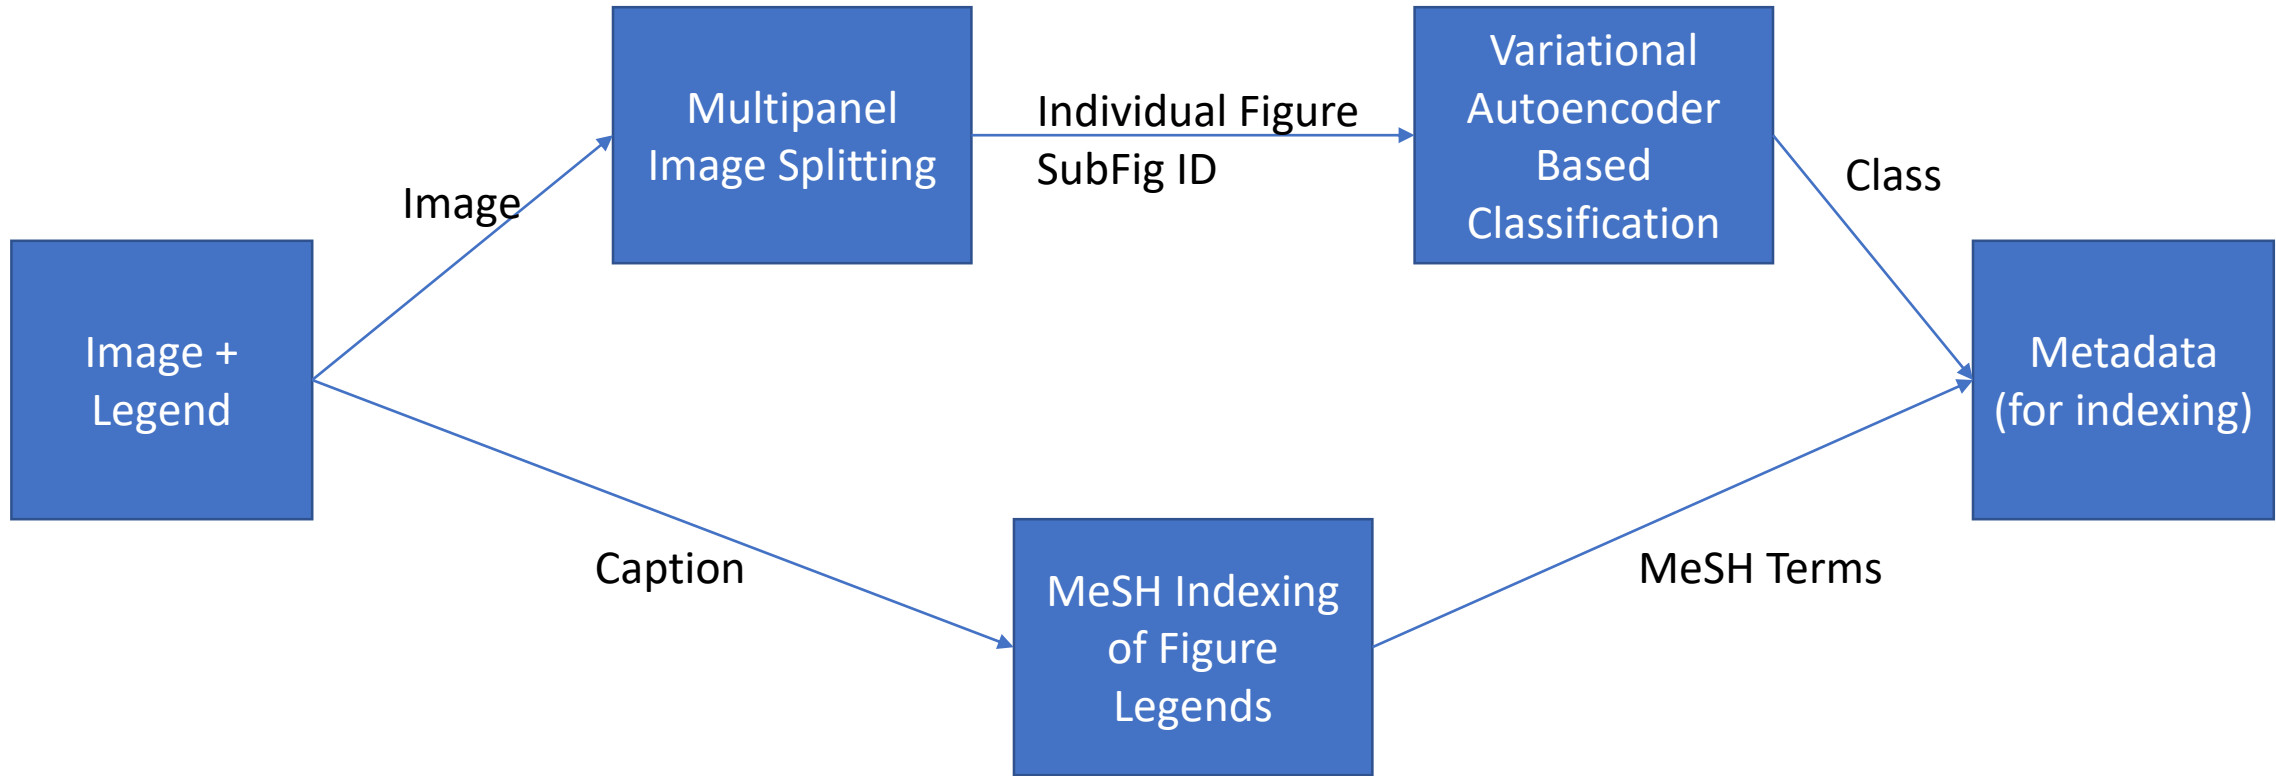 Image +
Legend
Image
Multipanel
Image Splitting
Individual Figure
SubFig ID
Variational
Autoencoder
Based
Classification
Class
Caption
MeSH Indexing
of Figure
Legends
MeSH Terms
Metadata
(for indexing)